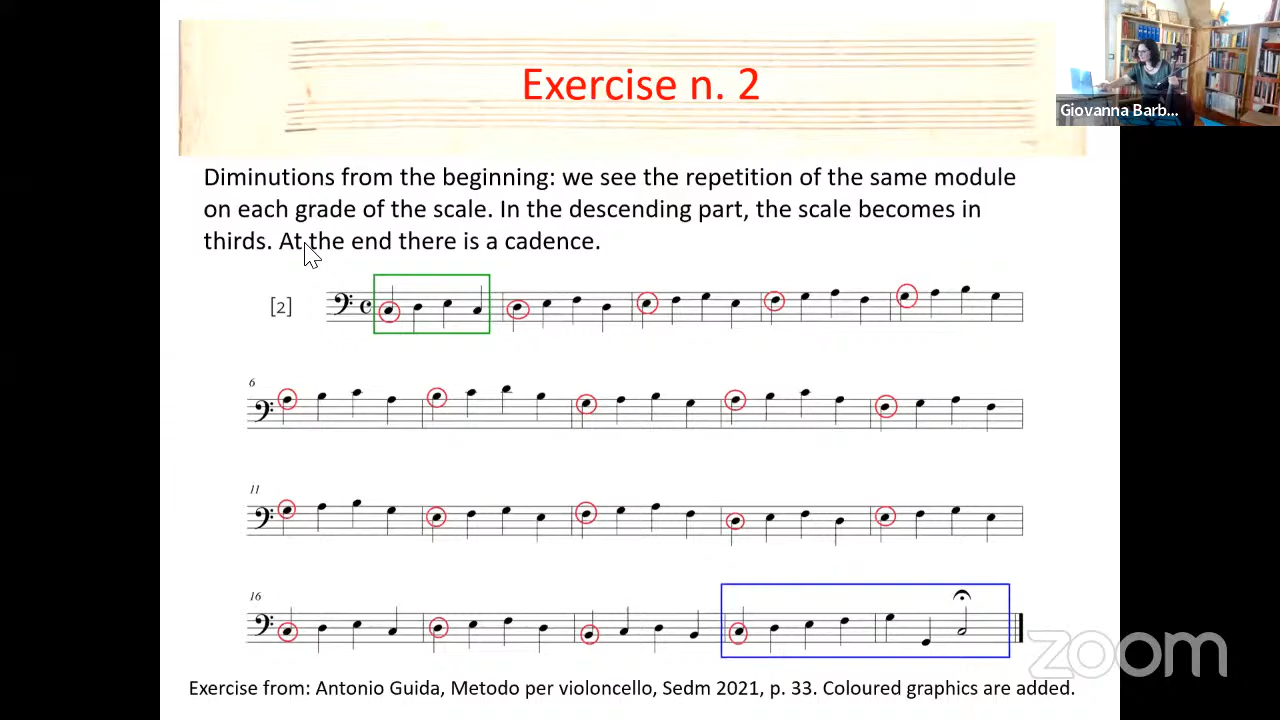 Exercise n. 2
Giovanna Barb...
Diminutions from the beginning: we see the repetition of the same module
on each grade of the scale. In the descending part, the scale becomes in
thirds. At the end there is a cadence.
[2]
6
11
16
zoom
Exercise from: Antonio Guida, Metodo per violoncello, Sedm 2021, p. 33. Coloured graphics are added.